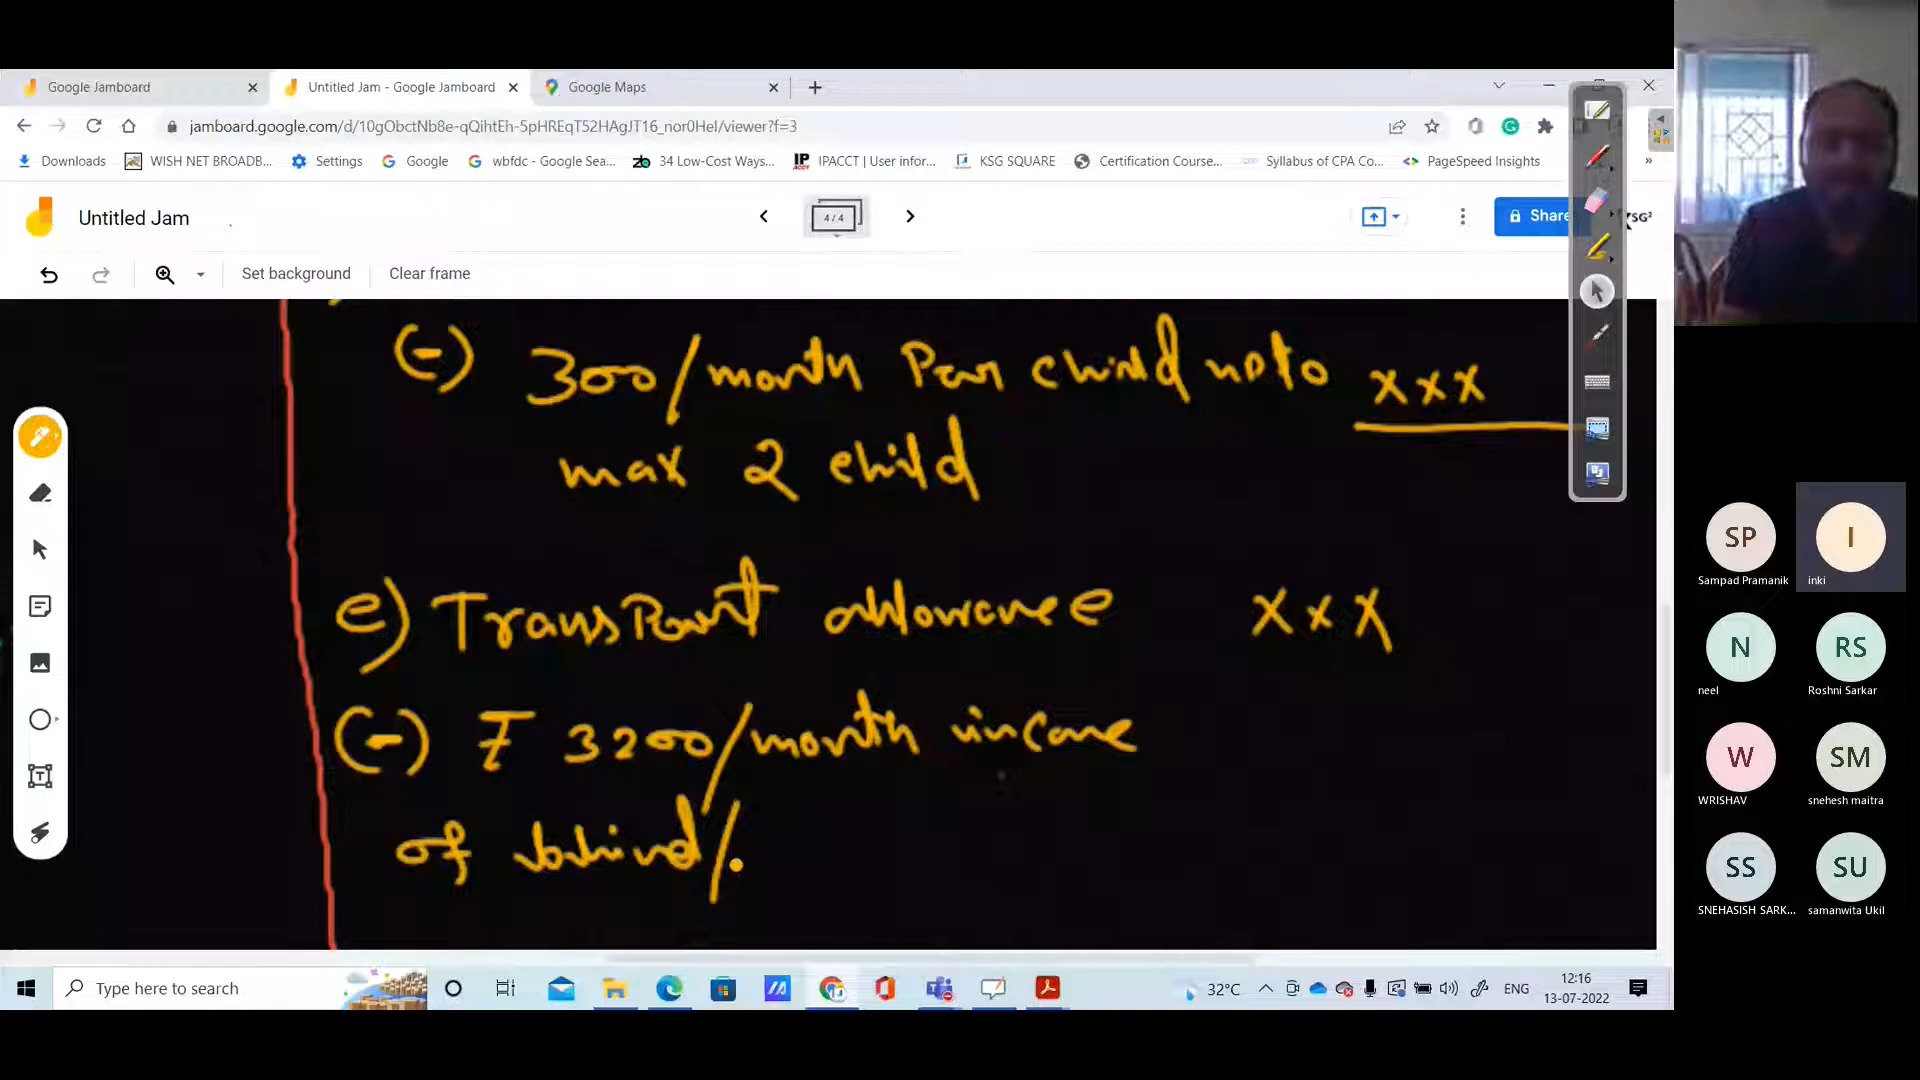 Google Jamboard
Untitled Jam - Google Jamboard
Google Maps
jamboard.google.com/d/10gObctNb8e-qQihtEh-5pHREqT52HAgJT16_nor0HeI/viewer?f=3
Downloads
WISH NET BROADB...
Settings
Google
wbfdc - Google Sea...
34 Low-Cost Ways...
IPACCT | User infor...
KSG SQUARE
Certification Course...
Syllabus of CPA Co...
PageSpeed Insights
»
Untitled Jam
4 / 4
Share
KSG²
Set background
Clear frame
(-) 300/month Per child upto xxx
max 2 child
e) Transport allowance xxx
(-) ₹ 3200/month incase
of blind/
SP
Sampad Pramanik
I
inki
N
neel
RS
Roshni Sarkar
W
WRISHAV
SM
snehesh maitra
SS
SNEHASISH SARK...
SU
samanwita Ukil
Type here to search
32°C
ENG
12:16
13-07-2022